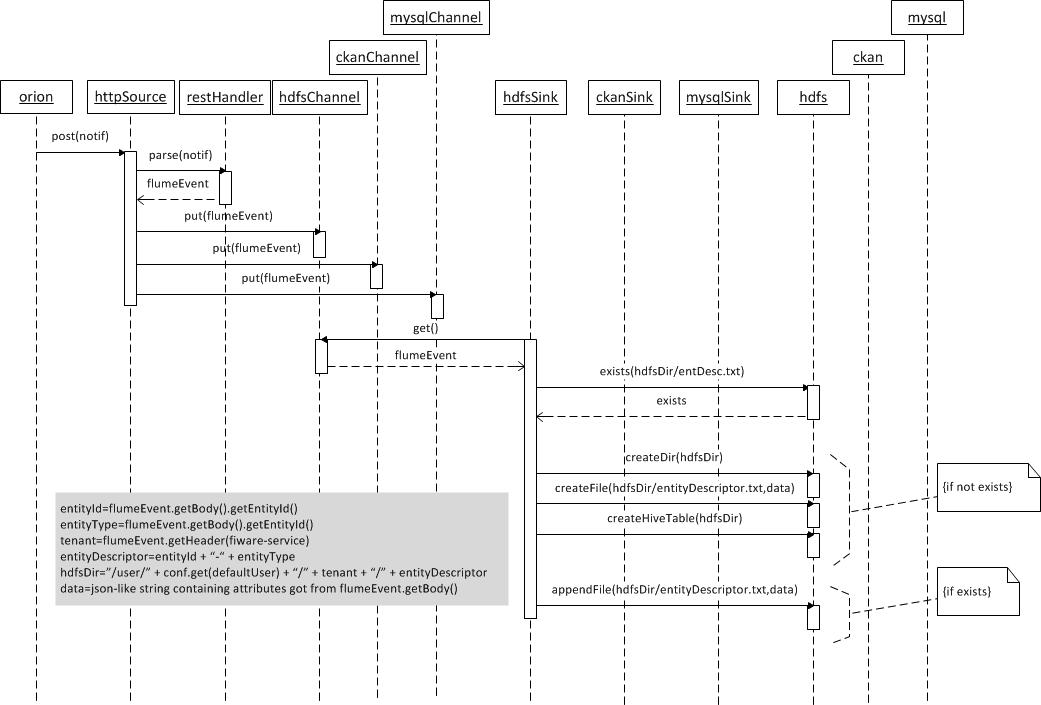 mysqlChannel
mysql
ckanChannel
ckan
orion
httpSource
restHandler
hdfsChannel
hdfsSink
ckanSink
mysqlSink
hdfs
post(notif)
parse(notif)
flumeEvent
put(flumeEvent)
put(flumeEvent)
put(flumeEvent)
get()
flumeEvent
exists(hdfsDir/entDesc.txt)
exists
createDir(hdfsDir)
createFile(hdfsDir/entityDescriptor.txt,data)
{if not exists}
createHiveTable(hdfsDir)
entityId=flumeEvent.getBody().getEntityId()
entityType=flumeEvent.getBody().getEntityId()
tenant=flumeEvent.getHeader(fiware-service)
entityDescriptor=entityId + “-“ + entityType
hdfsDir=”/user/” + conf.get(defaultUser) + “/” + tenant + “/” + entityDescriptor
data=json-like string containing attributes got from flumeEvent.getBody()
appendFile(hdfsDir/entityDescriptor.txt,data)
{if exists}